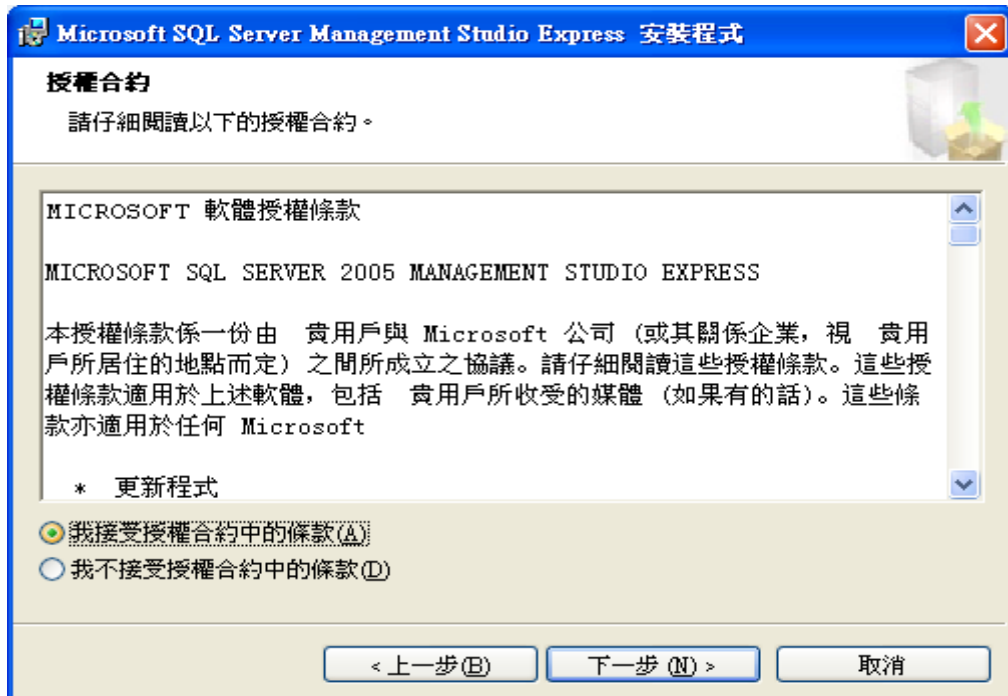 Microsoft SQL Server Management Studio Express 安裝程式
授權合約
請仔細閱讀以下的授權合約。
MICROSOFT 軟體授權條款
MICROSOFT SQL SERVER 2005 MANAGEMENT STUDIO EXPRESS
本授權條款係一份由　貴用戶與 Microsoft 公司 (或其關係企業，視　貴用
戶所居住的地點而定) 之間所成立之協議。請仔細閱讀這些授權條款。這些授
權條款適用於上述軟體，包括　貴用戶所收受的媒體 (如果有的話)。這些條
款亦適用於任何 Microsoft
* 更新程式
我接受授權合約中的條款(A)
我不接受授權合約中的條款(D)
<上一步(B) 下一步(N)> 取消